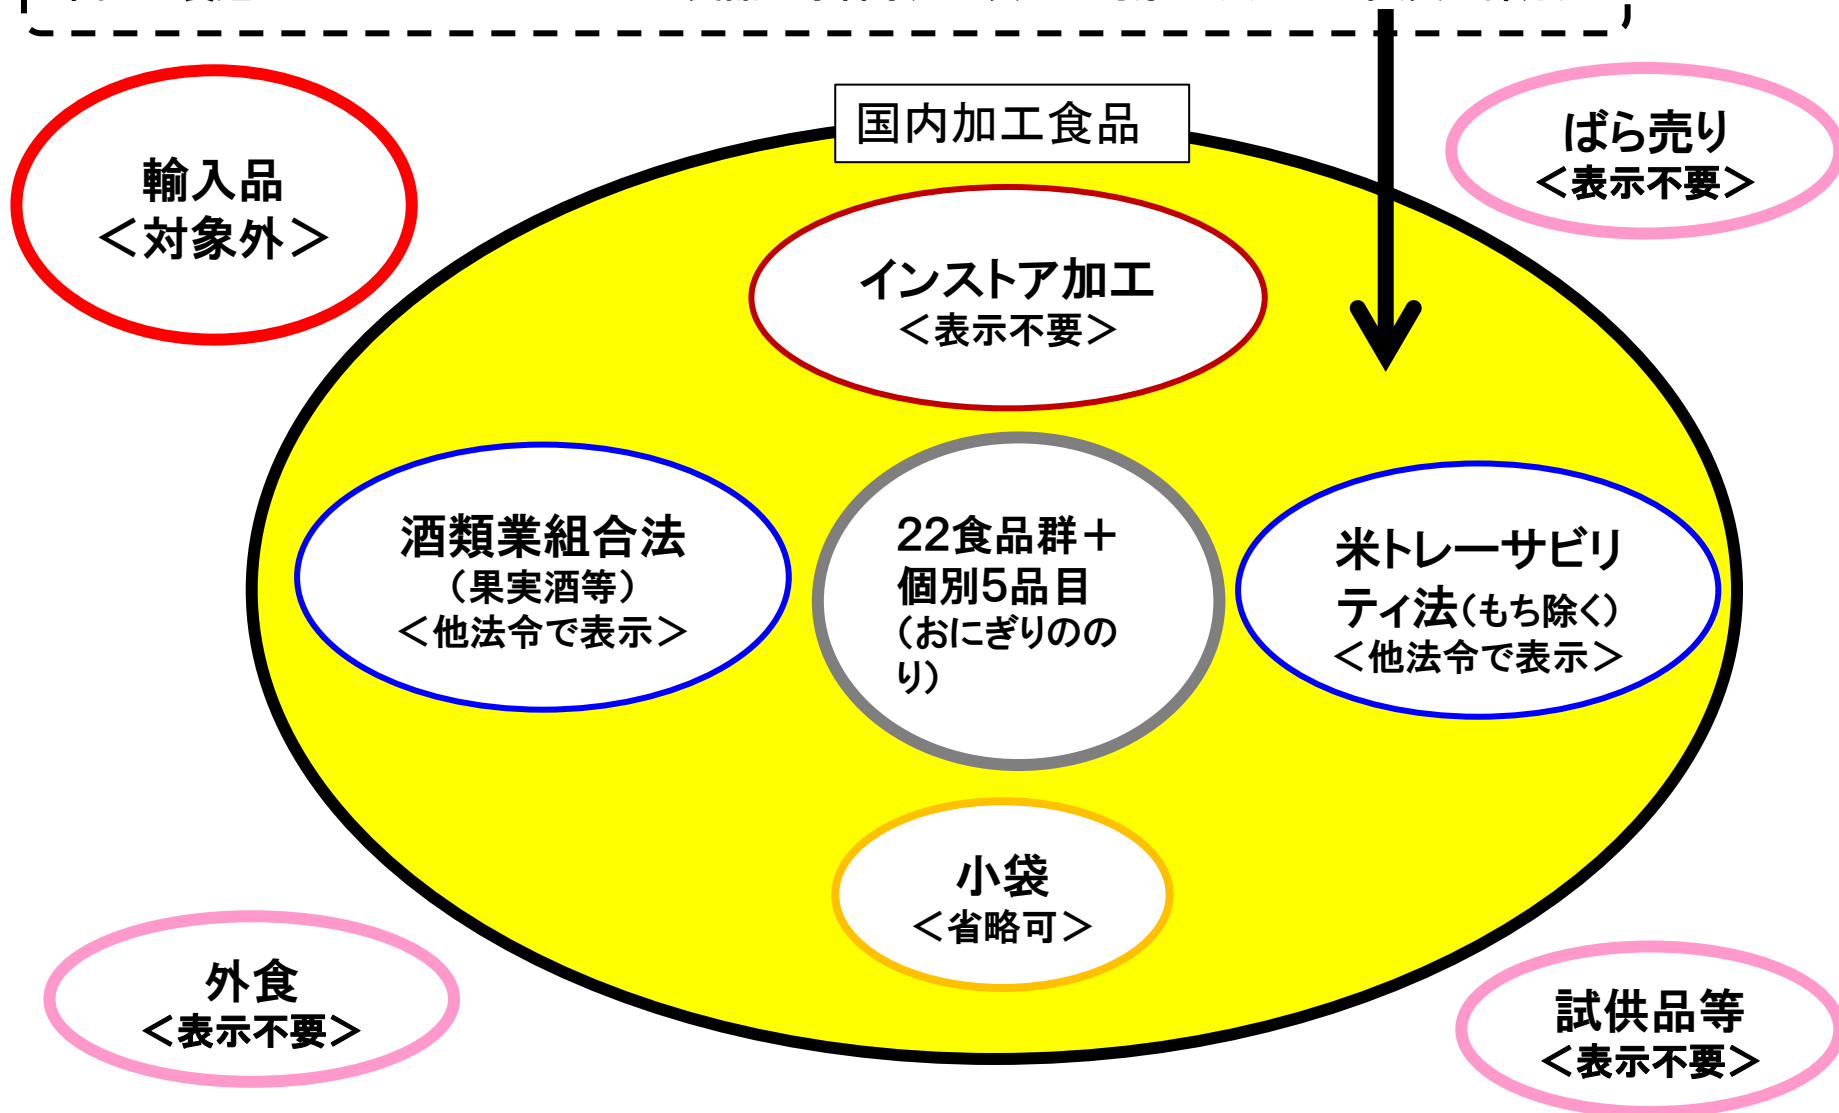 国内加工食品
ばら売り
＜表示不要＞
輸入品
＜対象外＞
インストア加工
＜表示不要＞
酒類業組合法
（果実酒等）
＜他法令で表示＞
22食品群＋
個別5品目
（おにぎりのの
り）
米トレーサビリ
ティ法（もち除く）
＜他法令で表示＞
小袋
＜省略可＞
外食
＜表示不要＞
試供品等
＜表示不要＞